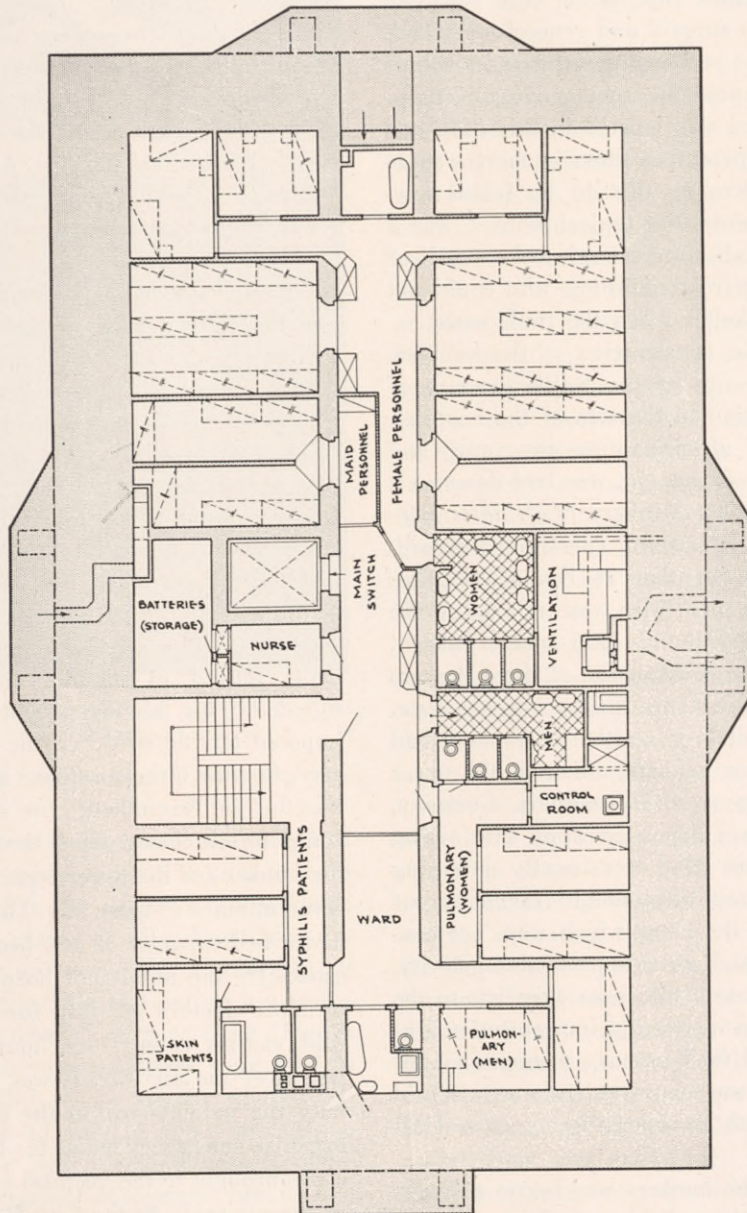 MAID PERSONNEL
FEMALE PERSONNEL
MAIN
SWITCH
WOMEN
VENTILATION
BATTERIES
(STORAGE)
NURSE
MEN
CONTROL
ROOM
SYPHILIS PATIENTS
WARD
PULMONARY
(WOMEN)
SKIN
PATIENTS
PULMON-
ARY
(MEN)